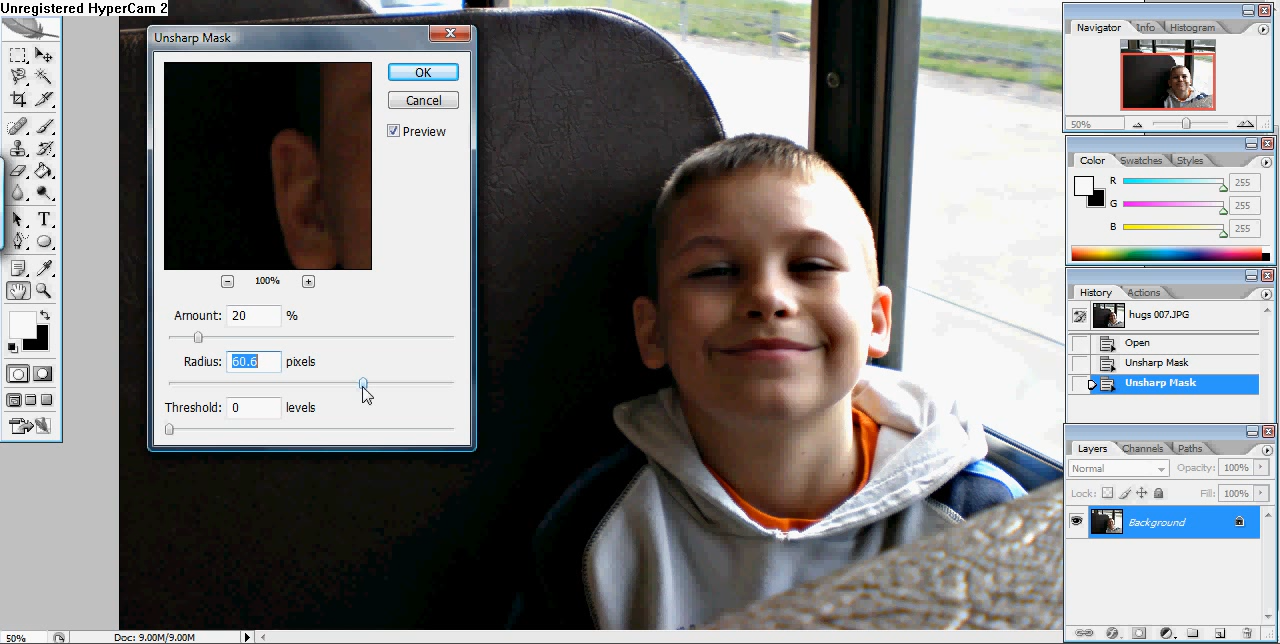 Unregistered HyperCam 2
Unsharp Mask
OK
Cancel
Preview
100%
Amount: 20 %
Radius: 60.6 pixels
Threshold: 0 levels
T
Navigator Info Histogram
50%
Color Swatches Styles
R 255
G 255
B 255
History Actions
hugs 007.JPG
Open
Unsharp Mask
Unsharp Mask
Layers Channels Paths
Normal Opacity: 100%
Lock: Fill: 100%
Background
50% Doc: 9.00M/9.00M